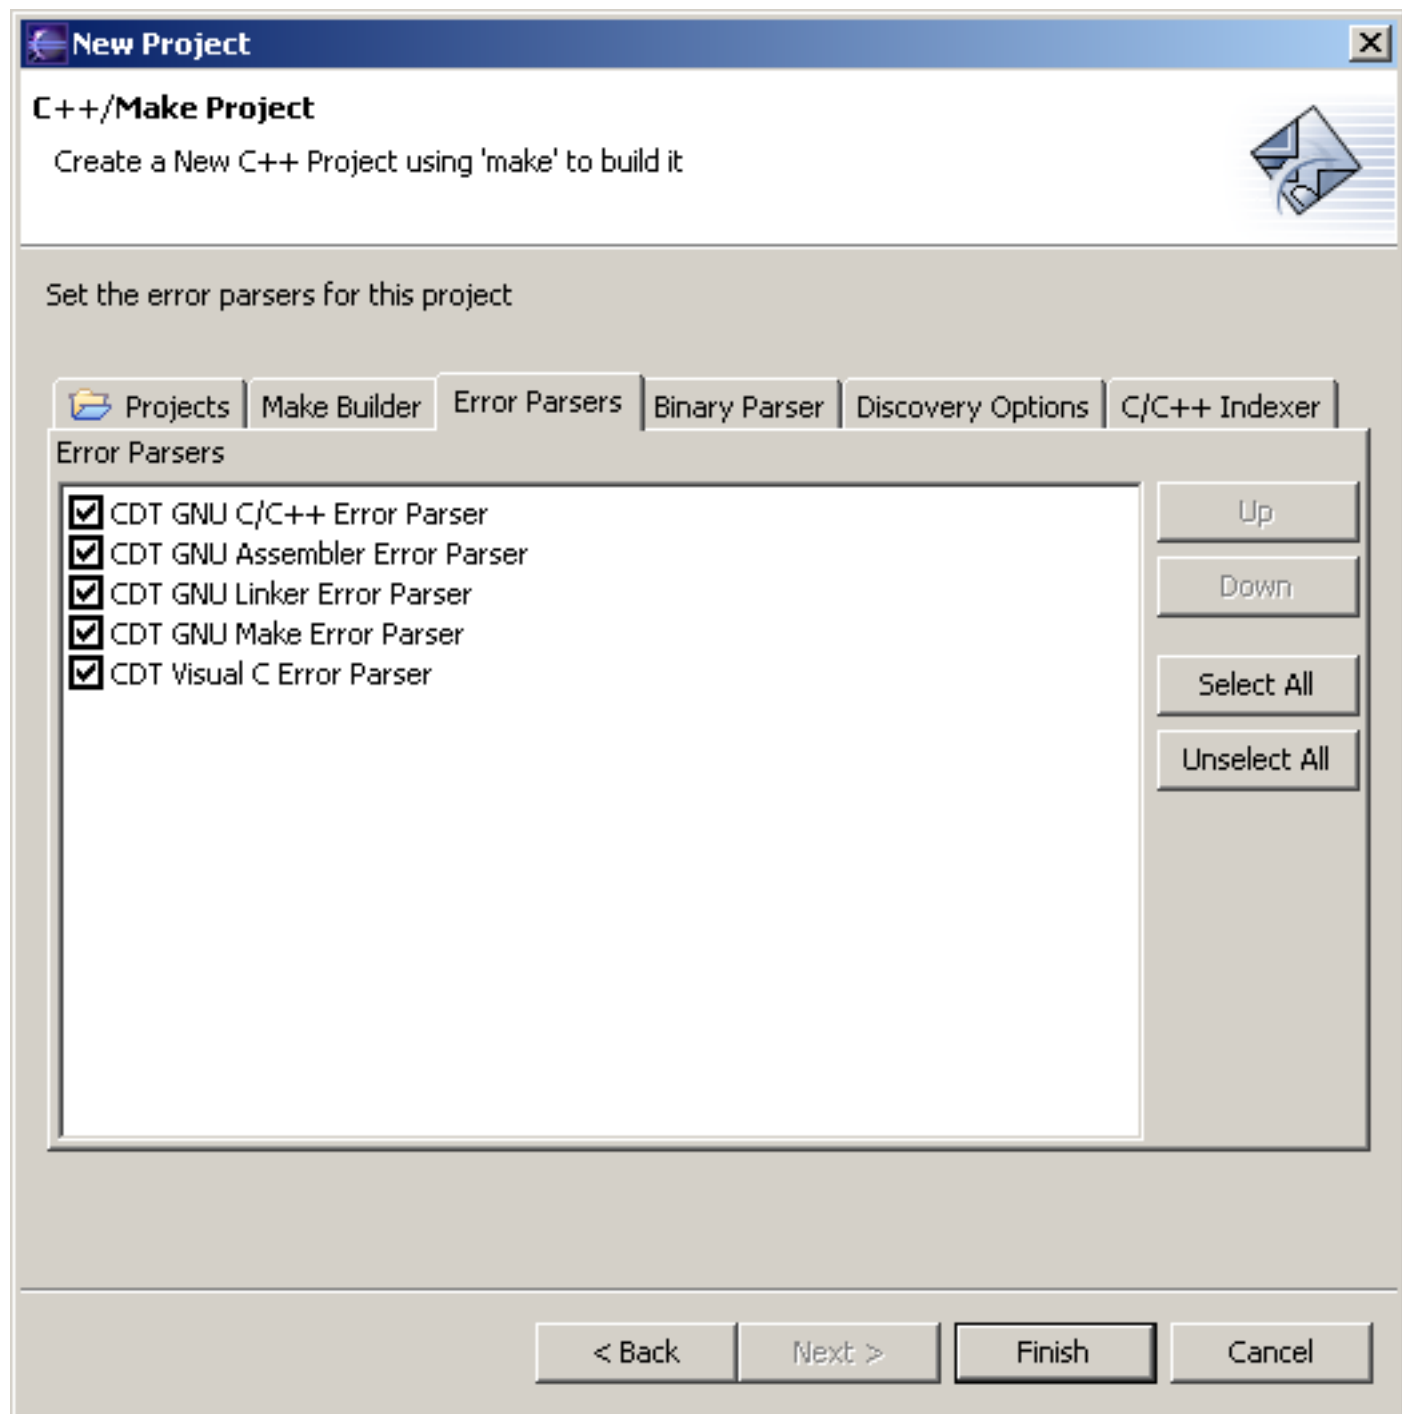 New Project
C++/Make Project
Create a New C++ Project using 'make' to build it
Set the error parsers for this project
Projects Make Builder Error Parsers Binary Parser Discovery Options C/C++ Indexer
Error Parsers
CDT GNU C/C++ Error Parser
CDT GNU Assembler Error Parser
CDT GNU Linker Error Parser
CDT GNU Make Error Parser
CDT Visual C Error Parser
Up
Down
Select All
Unselect All
< Back Next > Finish Cancel